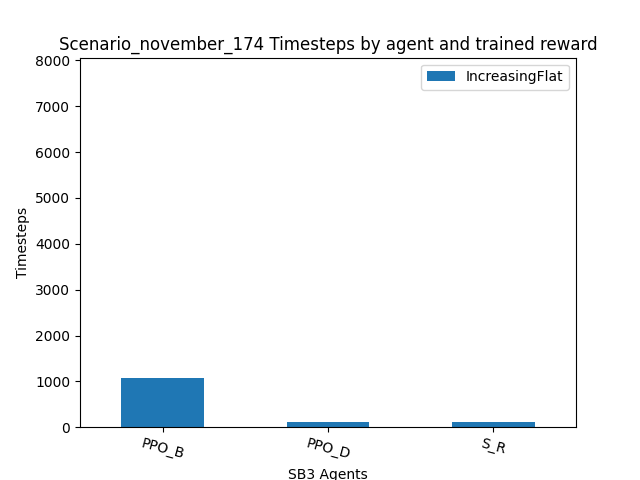 Scenario_november_174 Timesteps by agent and trained reward
IncreasingFlat
8000
7000
6000
5000
4000
3000
2000
1000
0
Timesteps
PPO_B
PPO_D
S_R
SB3 Agents